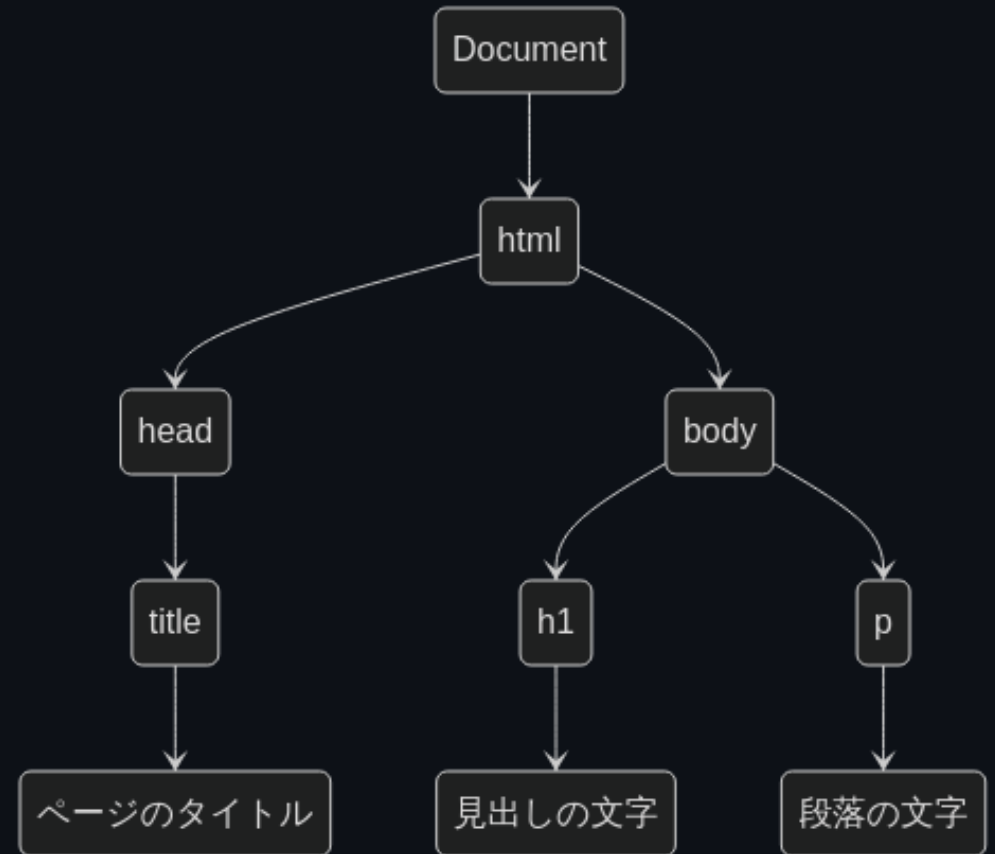 Document
html
head
body
title
h1
p
ページのタイトル
見出しの文字
段落の文字